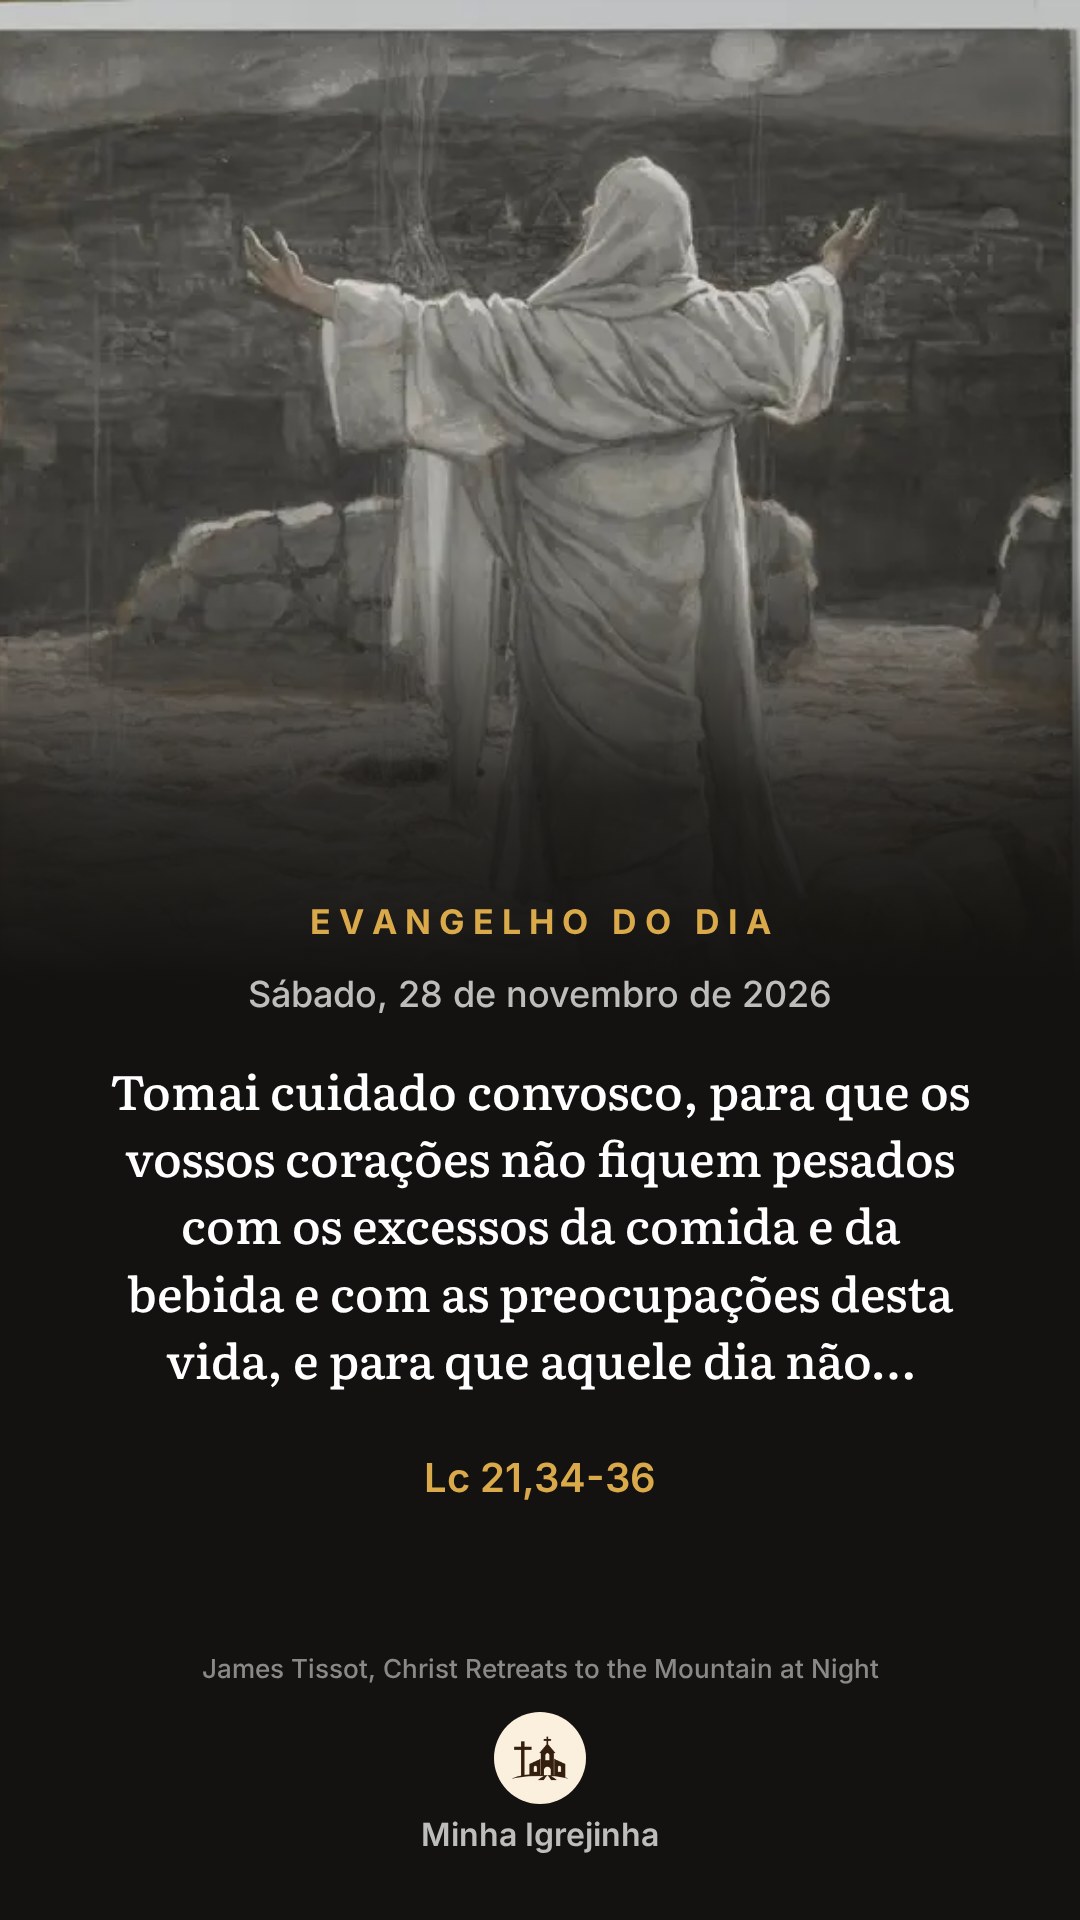 EVANGELHO DO DIA
Sábado, 28 de novembro de 2026
Tomai cuidado convosco, para que os
vossos corações não fiquem pesados
com os excessos da comida e da
bebida e com as preocupações desta
vida, e para que aquele dia não...
Lc 21,34-36
James Tissot, Christ Retreats to the Mountain at Night
Minha Igrejinha